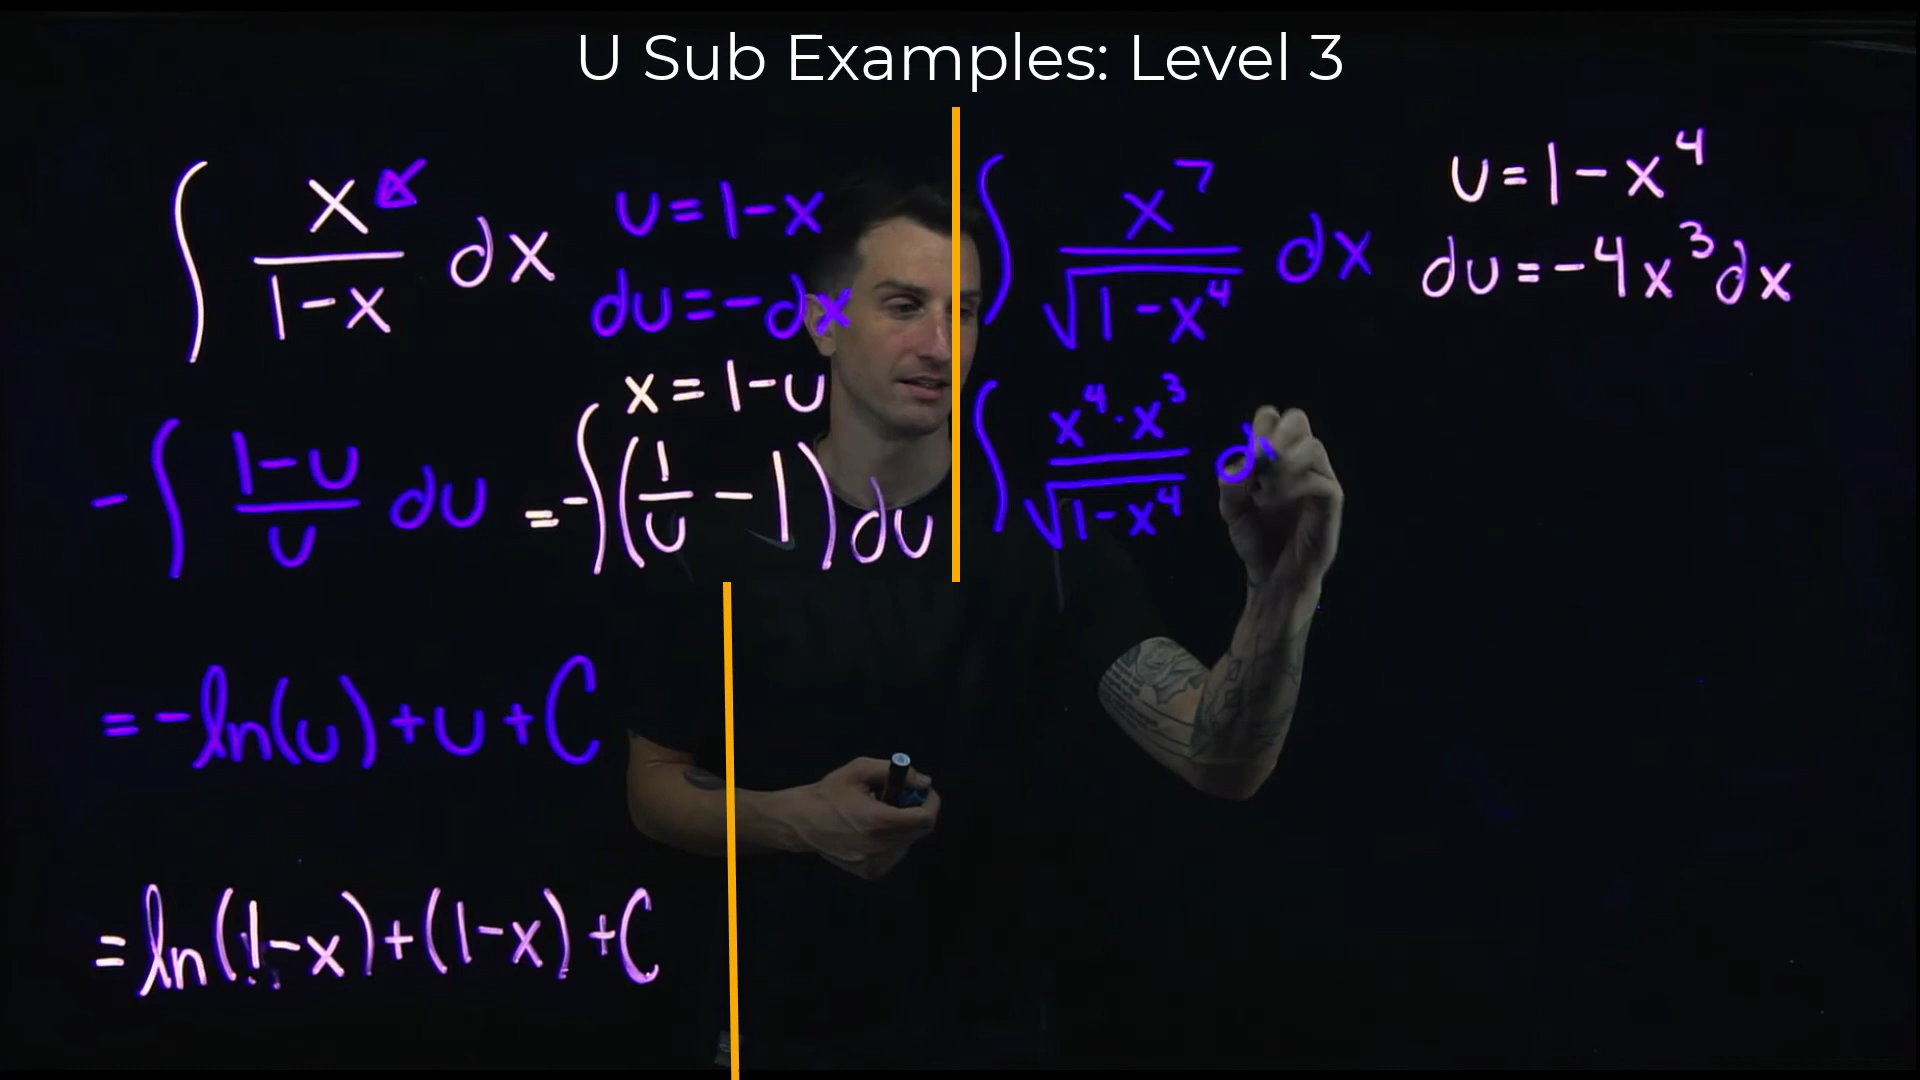 U Sub Examples: Level 3
∫ x/(1-x) dx
u=1-x
du=-dx
x=1-u
-∫ (1-u)/u du =-∫(1/u -1)du
=-ln(u)+u+C
=ln(1-x)+(1-x)+C
∫ x⁷/√(1-x⁴) dx
u=1-x⁴
du=-4x³dx
∫ (x⁴·x³)/√(1-x⁴) dx